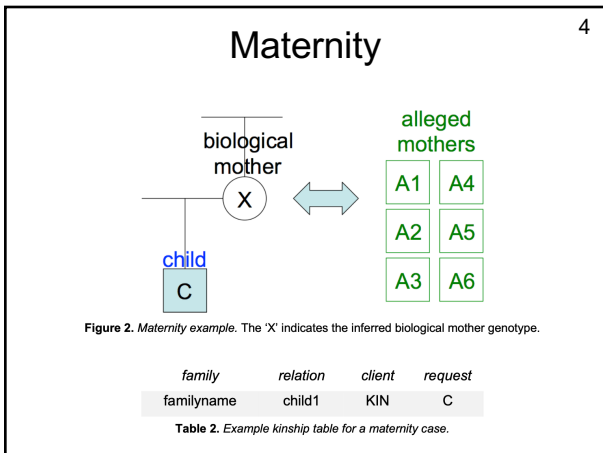 4
Maternity
biological
mother
X
child
C
alleged
mothers
A1 A4
A2 A5
A3 A6
Figure 2. Maternity example. The 'X' indicates the inferred biological mother genotype.
family relation client request
familyname child1 KIN C
Table 2. Example kinship table for a maternity case.